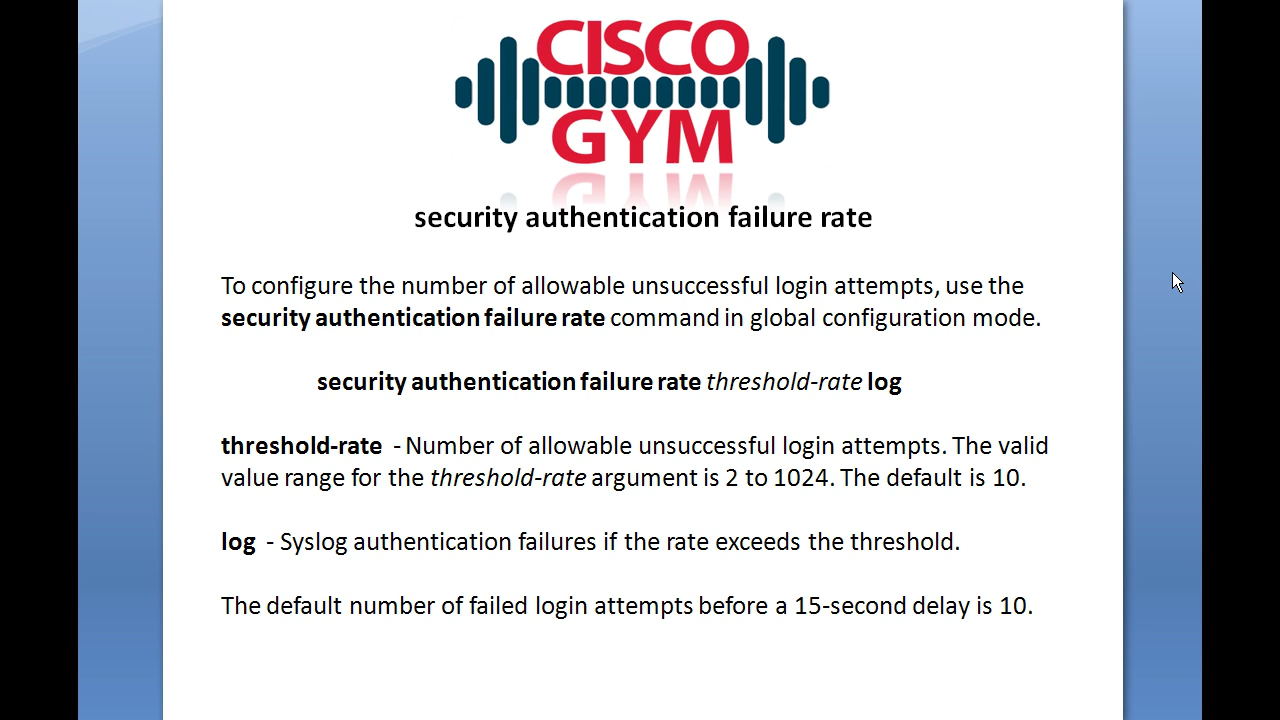 CISCO
GYM
security authentication failure rate
To configure the number of allowable unsuccessful login attempts, use the
security authentication failure rate command in global configuration mode.
security authentication failure rate threshold-rate log
threshold-rate - Number of allowable unsuccessful login attempts. The valid
value range for the threshold-rate argument is 2 to 1024. The default is 10.
log - Syslog authentication failures if the rate exceeds the threshold.
The default number of failed login attempts before a 15-second delay is 10.